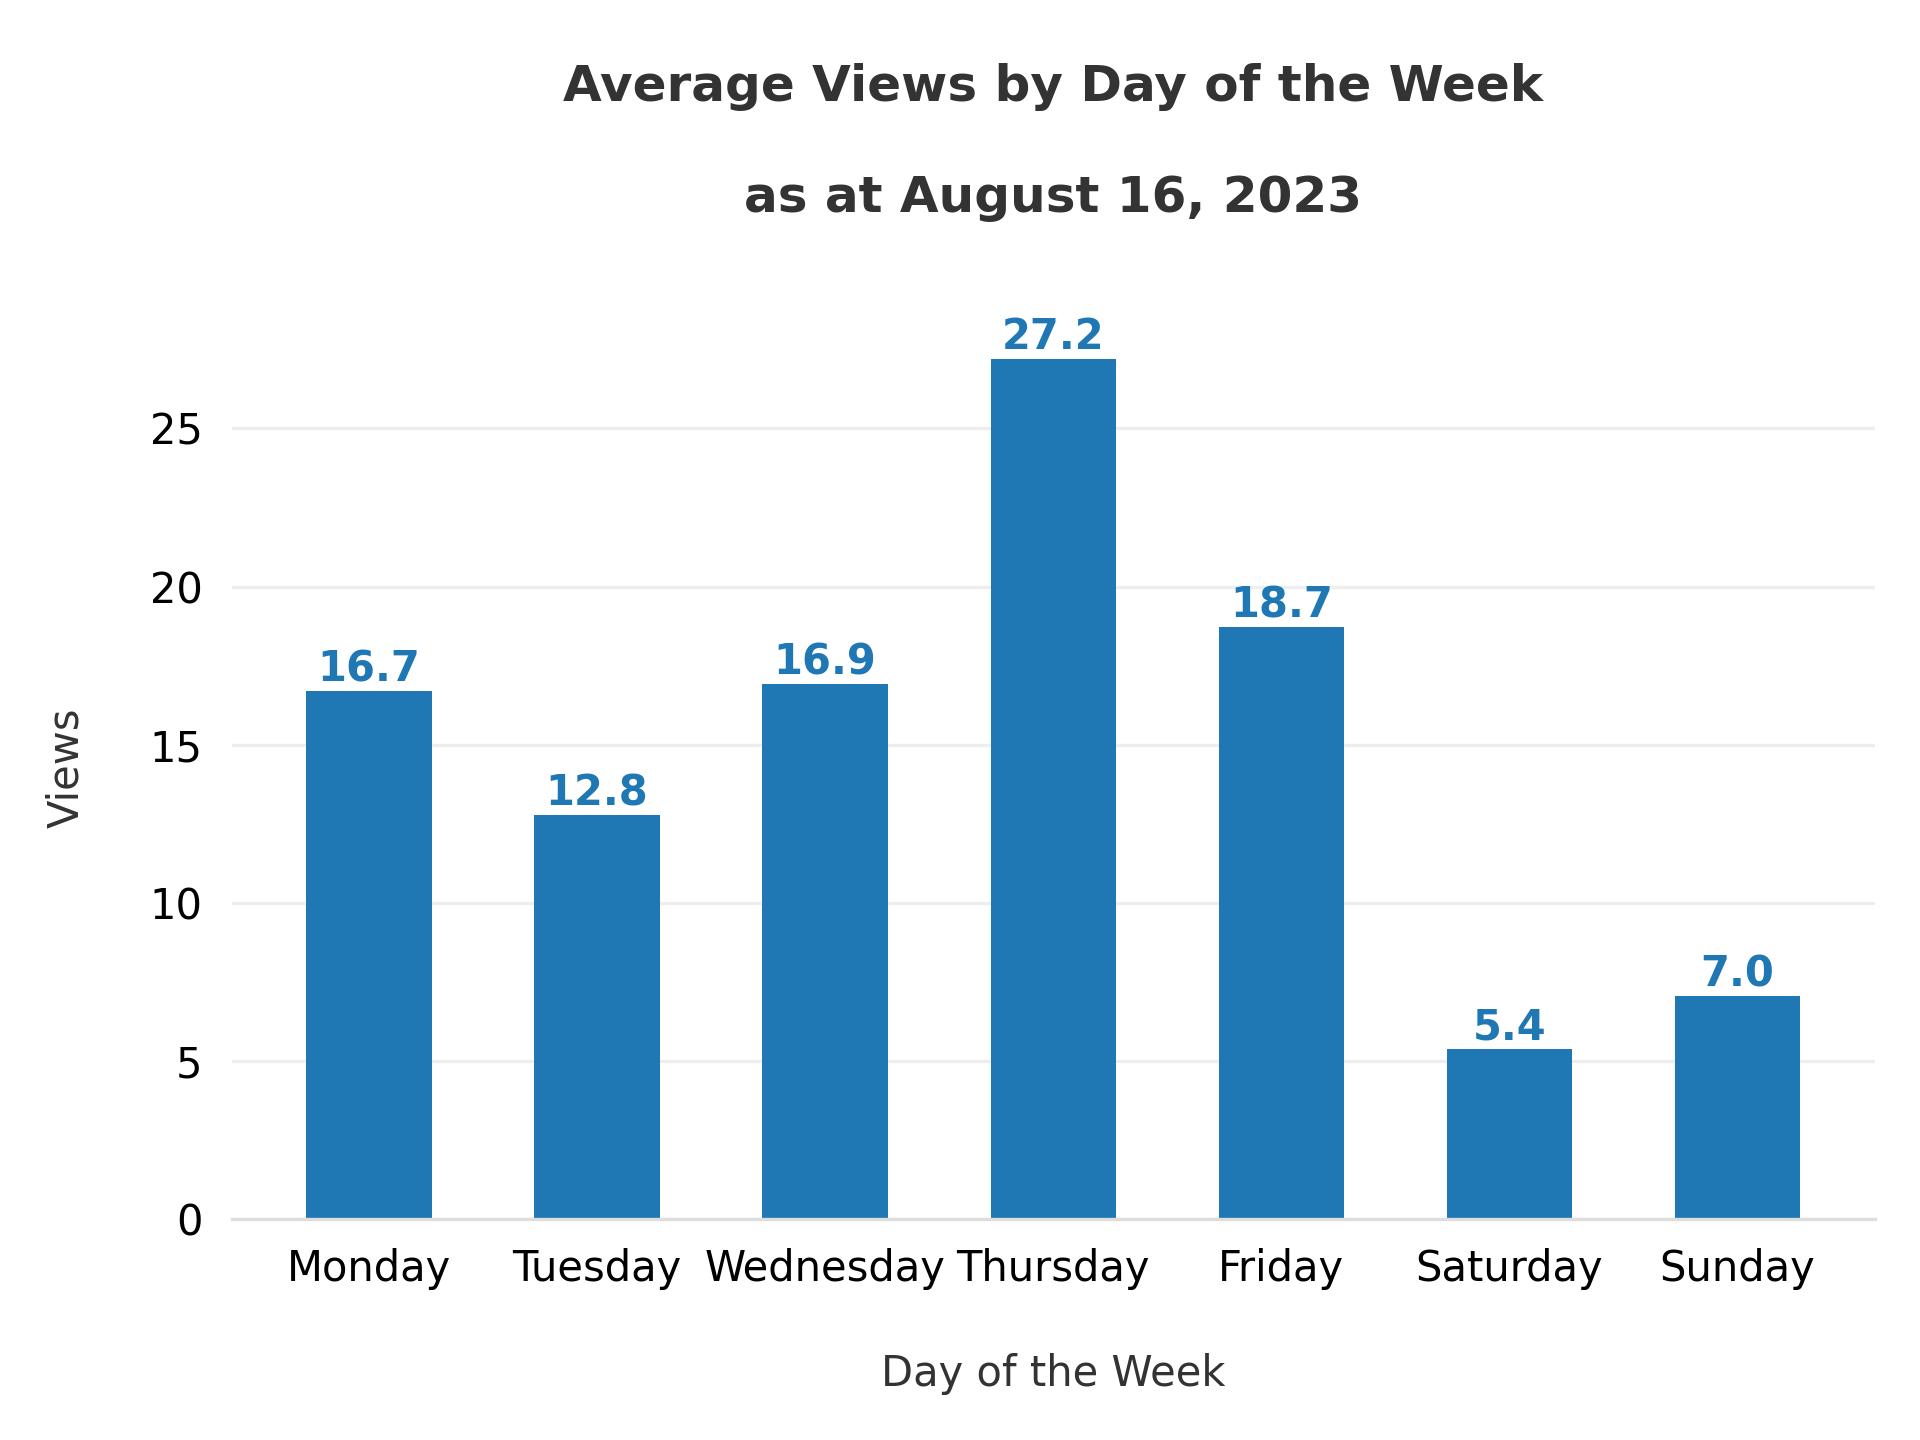 Average Views by Day of the Week
as at August 16, 2023
27.2
25
20
18.7
16.7
16.9
15
12.8
10
7.0
5.4
5
0
Views
Monday Tuesday Wednesday Thursday Friday Saturday Sunday
Day of the Week